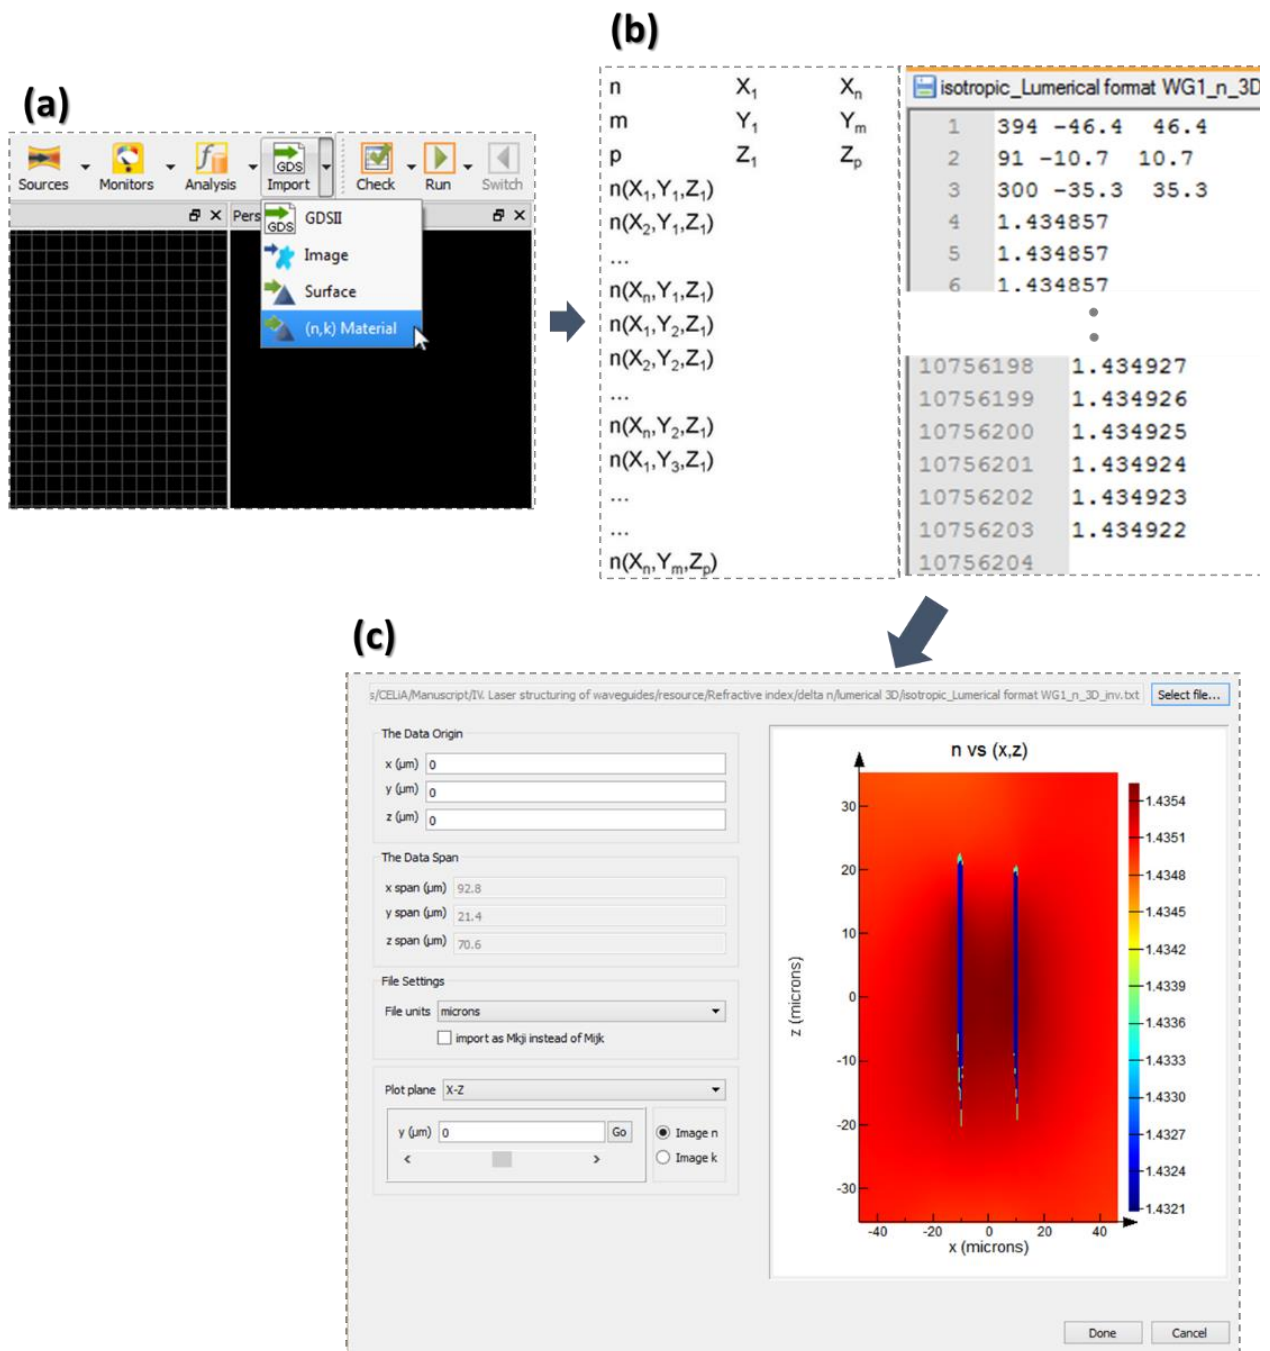 (a)
Sources Monitors Analysis Import Check Run Switch
GDS
Pers
GDS
GDSII
Image
Surface
(n,k) Material
(b)
n X₁ Xₙ
m Y₁ Yₘ
p Z₁ Zₚ
n(X₁,Y₁,Z₁)
n(X₂,Y₁,Z₁)
...
n(Xₙ,Y₁,Z₁)
n(X₁,Y₂,Z₁)
n(X₂,Y₂,Z₁)
...
n(Xₙ,Y₂,Z₁)
n(X₁,Y₃,Z₁)
...
...
n(Xₙ,Yₘ,Zₚ)
isotropic_Lumerical format WG1_n_3D
1 394 -46.4 46.4
2 91 -10.7 10.7
3 300 -35.3 35.3
4 1.434857
5 1.434857
6 1.434857
10756198 1.434927
10756199 1.434926
10756200 1.434925
10756201 1.434924
10756202 1.434923
10756203 1.434922
10756204
(c)
s/CELiA/Manuscript/IV. Laser structuring of waveguides/resource/Refractive index/delta n/lumerical 3D/isotropic_Lumerical format WG1_n_3D_inv.txt Select file...
The Data Origin
x (µm) 0
y (µm) 0
z (µm) 0
The Data Span
x span (µm) 92.8
y span (µm) 21.4
z span (µm) 70.6
File Settings
File units microns
import as Mkji instead of Mijk
Plot plane X-Z
y (µm) 0 Go
< >
Image n
Image k
n vs (x,z)
z (microns)
30
20
10
0
-10
-20
-30
-40 -20 0 20 40
x (microns)
1.4354
1.4351
1.4348
1.4345
1.4342
1.4339
1.4336
1.4333
1.4330
1.4327
1.4324
1.4321
Done Cancel